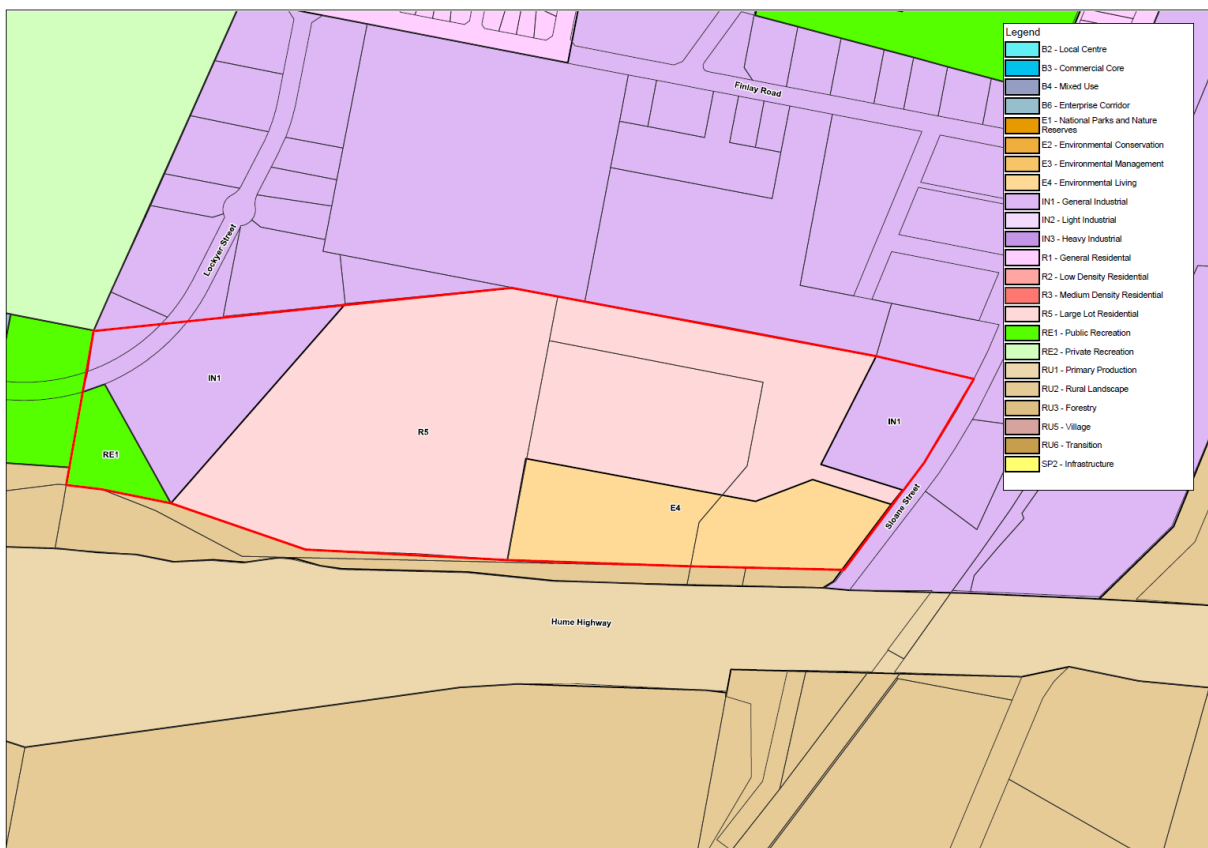 Legend
B2 - Local Centre
B3 - Commercial Core
B4 - Mixed Use
B6 - Enterprise Corridor
E1 - National Parks and Nature
Reserves
E2 - Environmental Conservation
E3 - Environmental Management
E4 - Environmental Living
IN1 - General Industrial
IN2 - Light Industrial
IN3 - Heavy Industrial
R1 - General Residental
R2 - Low Density Residential
R3 - Medium Density Residential
R5 - Large Lot Residential
RE1 - Public Recreation
RE2 - Private Recreation
RU1 - Primary Production
RU2 - Rural Landscape
RU3 - Forestry
RU5 - Village
RU6 - Transition
SP2 - Infrastructure
Finlay Road
Lockyer Street
IN1
R5
IN1
RE1
E4
Sloane Street
Hume Highway